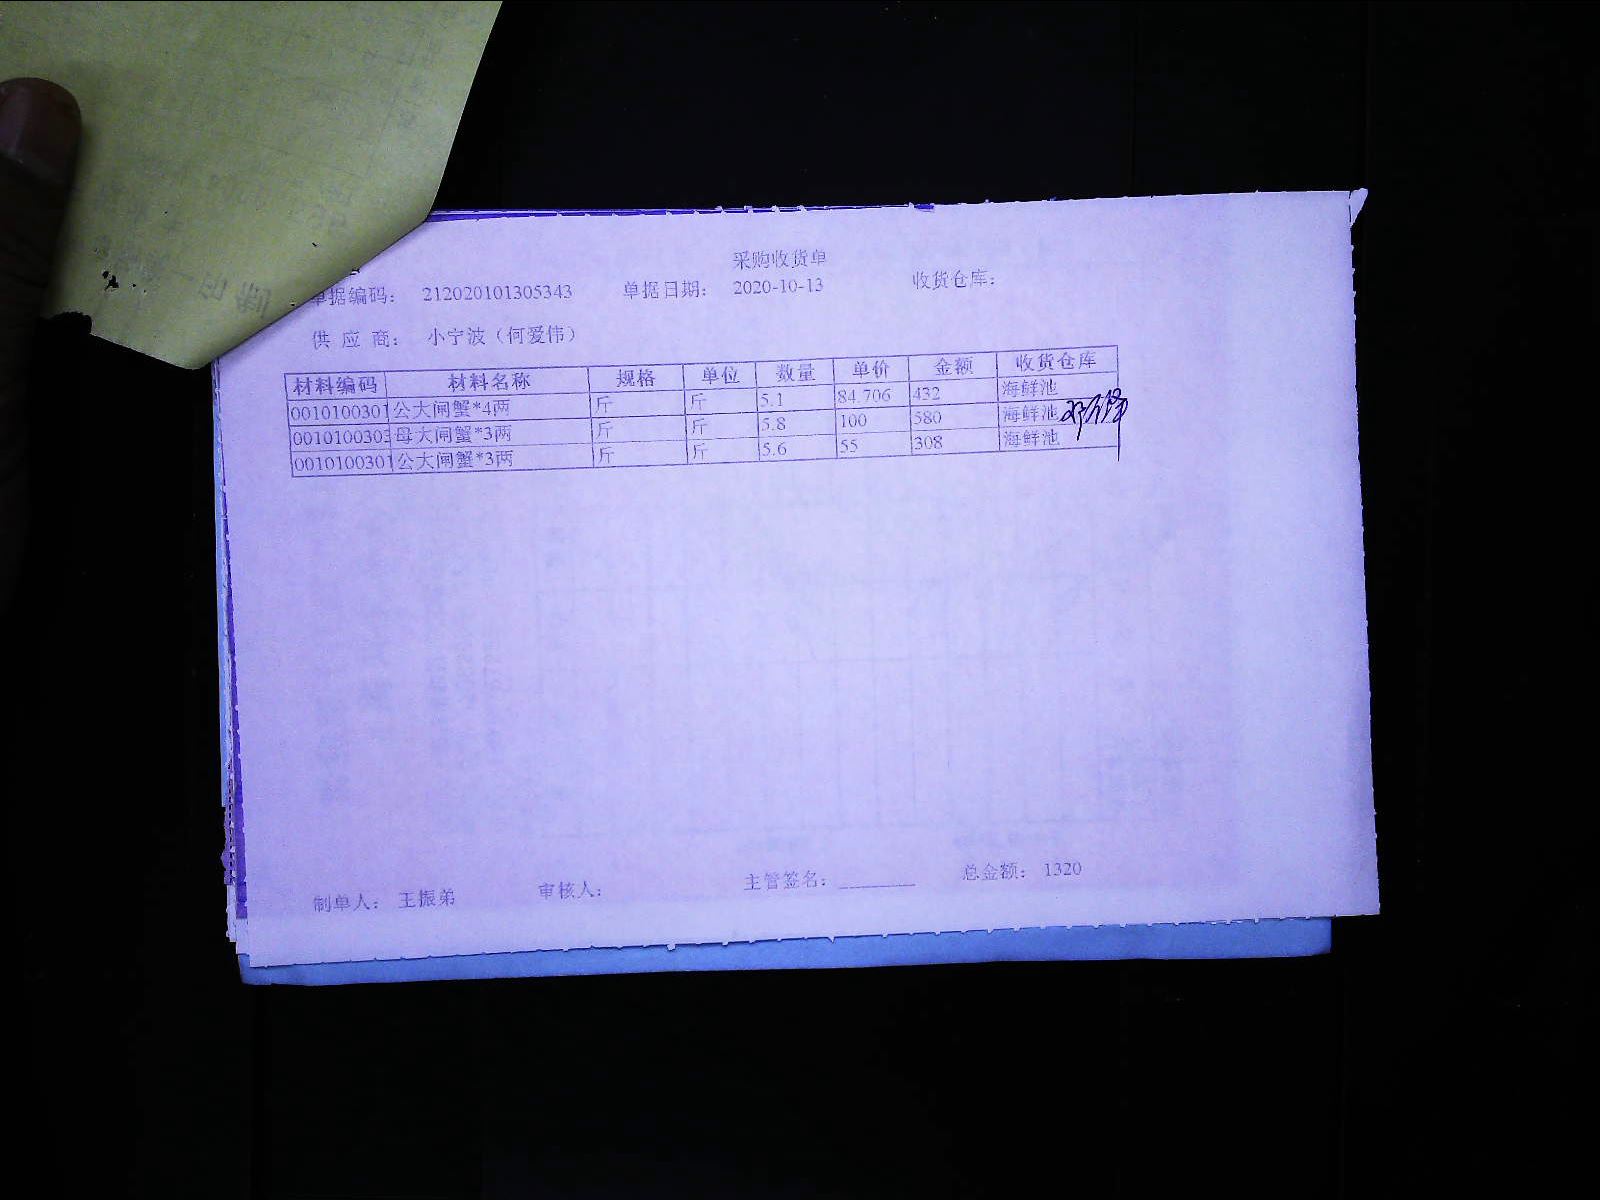 采购收货单
单据编码： 212020101305343 单据日期： 2020-10-13 收货仓库：
供 应 商： 小宁波（何爱伟）
材料编码 材料名称 规格 单位 数量 单价 金额 收货仓库
0010100301 公大闸蟹*4两 斤 斤 5.1 84.706 432 海鲜池
0010100303 母大闸蟹*3两 斤 斤 5.8 100 580 海鲜池
0010100301 公大闸蟹*3两 斤 斤 5.6 55 308 海鲜池
制单人： 王振弟 审核人： 主管签名：________ 总金额： 1320